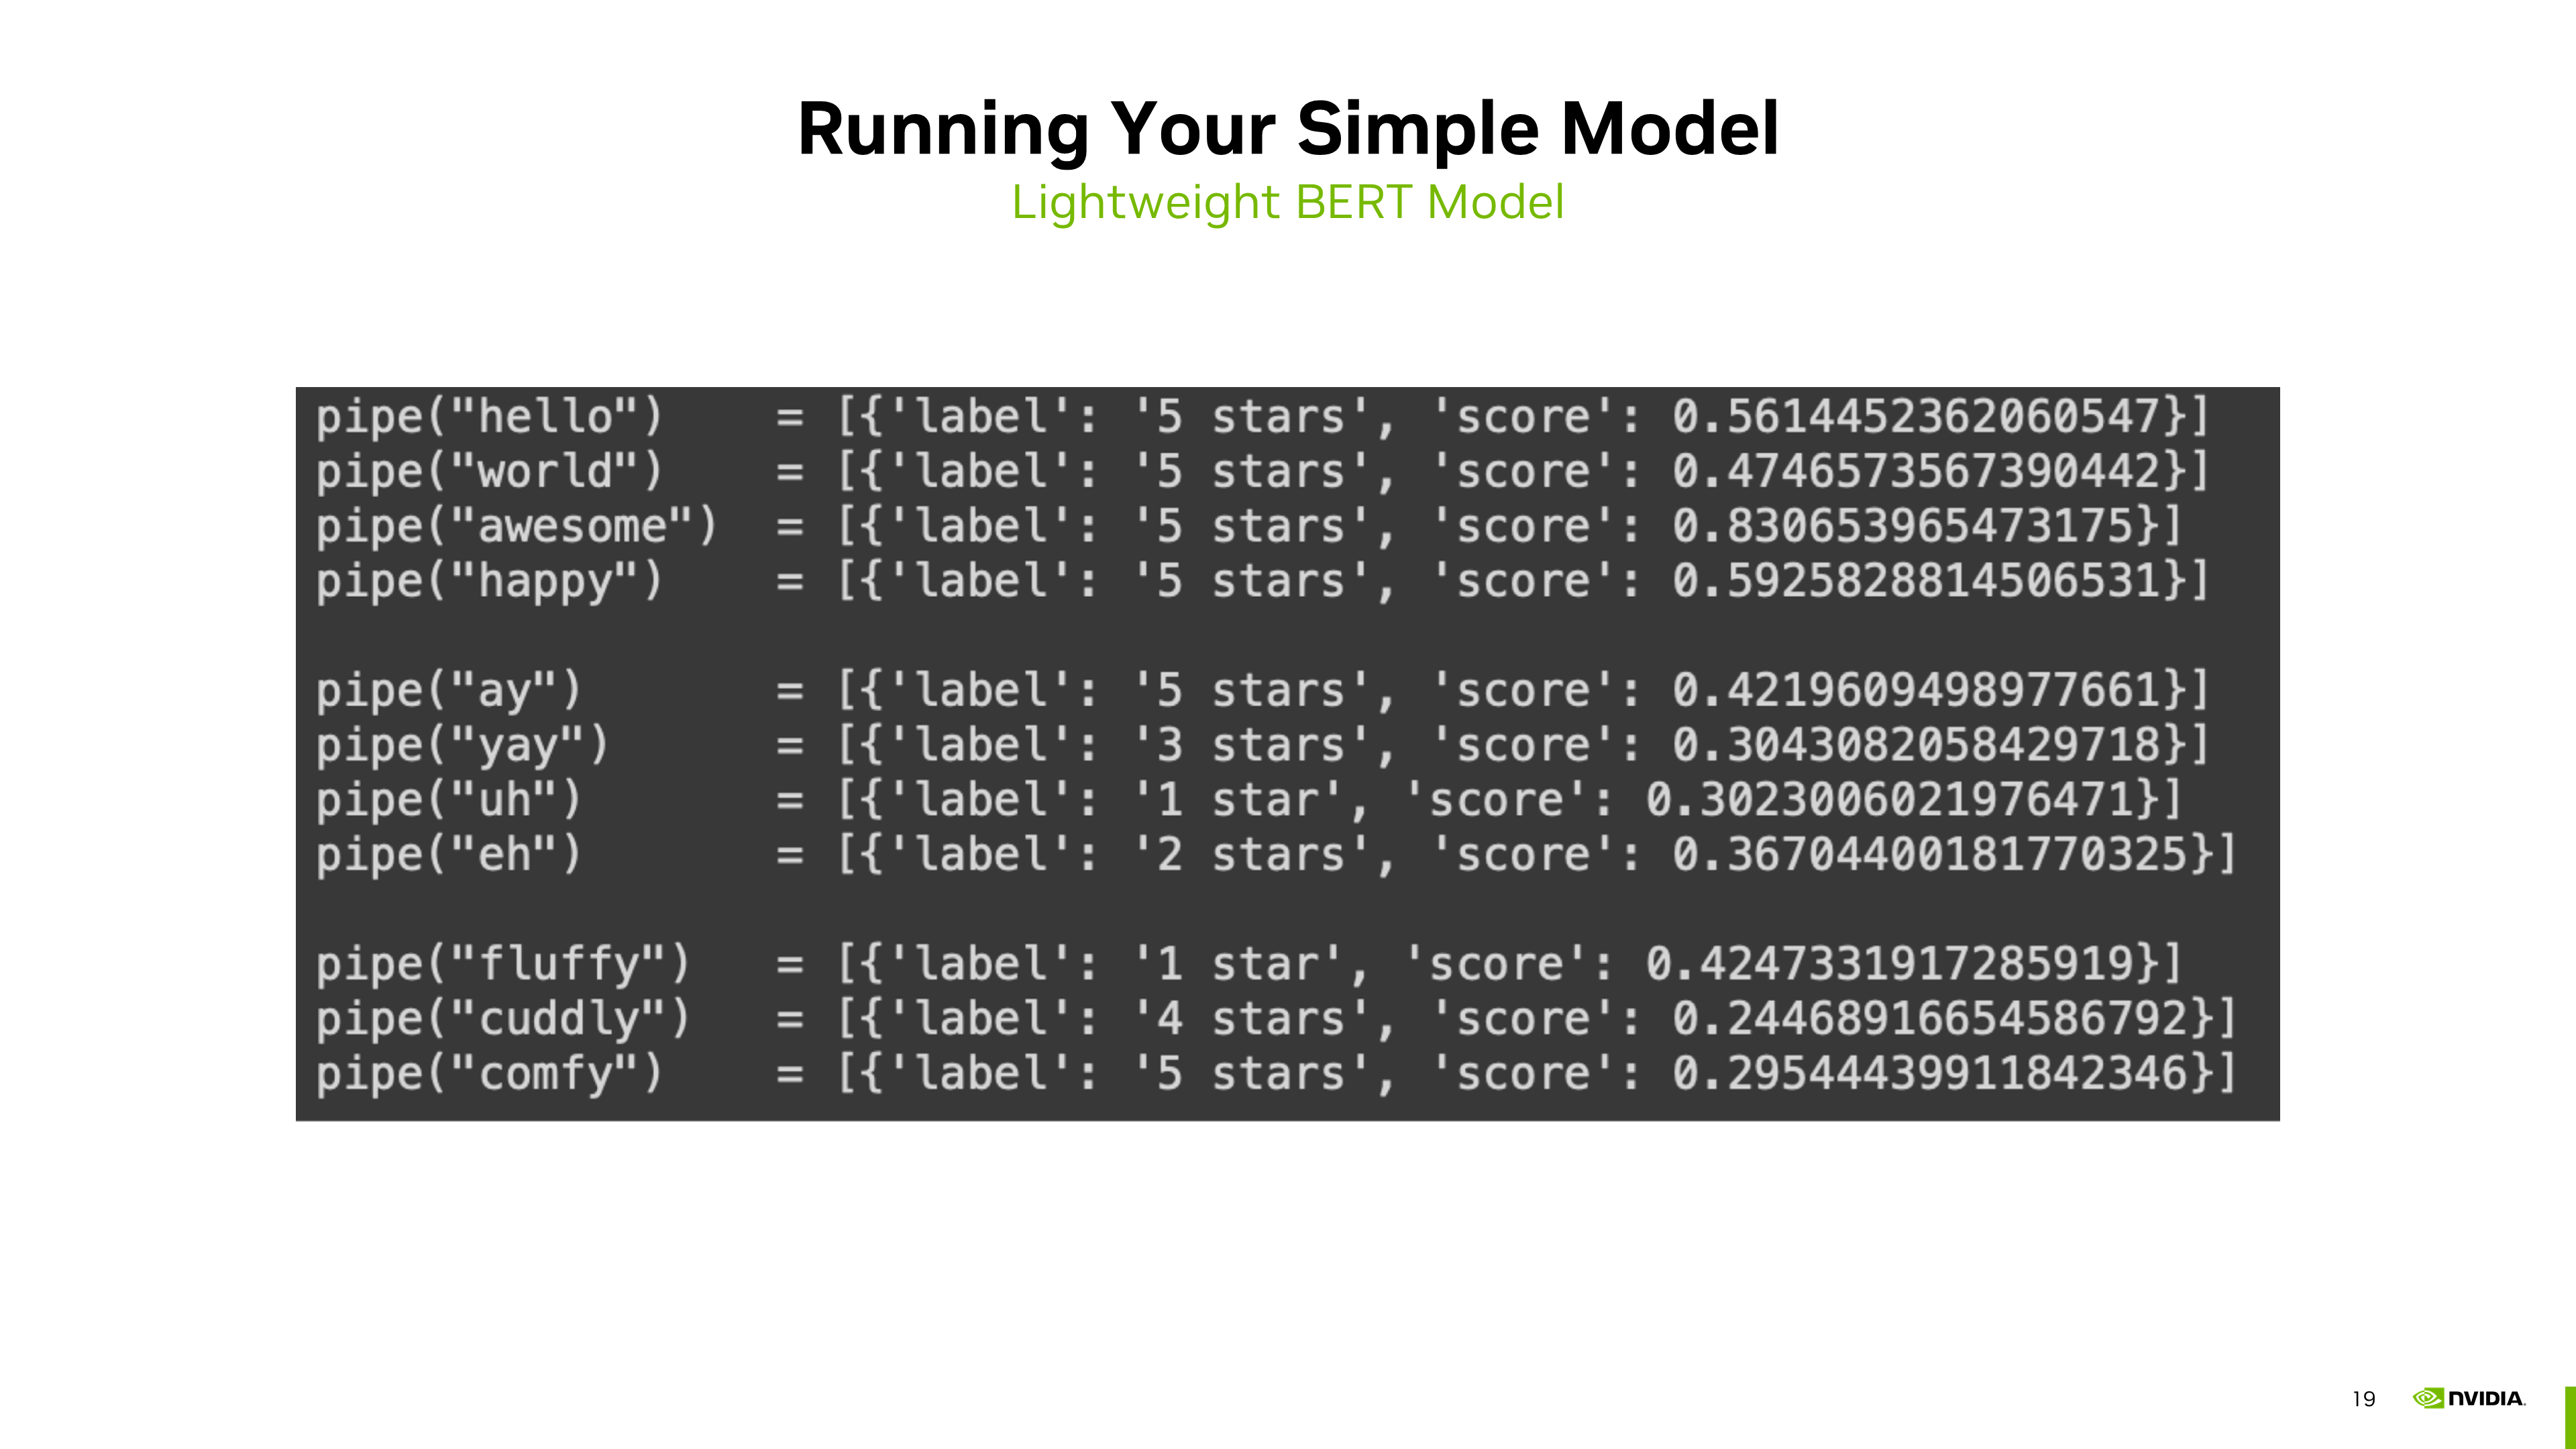 Running Your Simple Model
Lightweight BERT Model
pipe("hello")    = [{'label': '5 stars', 'score': 0.5614452362060547}]
pipe("world")    = [{'label': '5 stars', 'score': 0.4746573567390442}]
pipe("awesome")  = [{'label': '5 stars', 'score': 0.830653965473175}]
pipe("happy")    = [{'label': '5 stars', 'score': 0.5925828814506531}]
pipe("ay")       = [{'label': '5 stars', 'score': 0.4219609498977661}]
pipe("yay")      = [{'label': '3 stars', 'score': 0.3043082058429718}]
pipe("uh")       = [{'label': '1 star', 'score': 0.3023006021976471}]
pipe("eh")       = [{'label': '2 stars', 'score': 0.36704400181770325}]
pipe("fluffy")   = [{'label': '1 star', 'score': 0.4247331917285919}]
pipe("cuddly")   = [{'label': '4 stars', 'score': 0.24468916654586792}]
pipe("comfy")    = [{'label': '5 stars', 'score': 0.29544439911842346}]
19 NVIDIA.